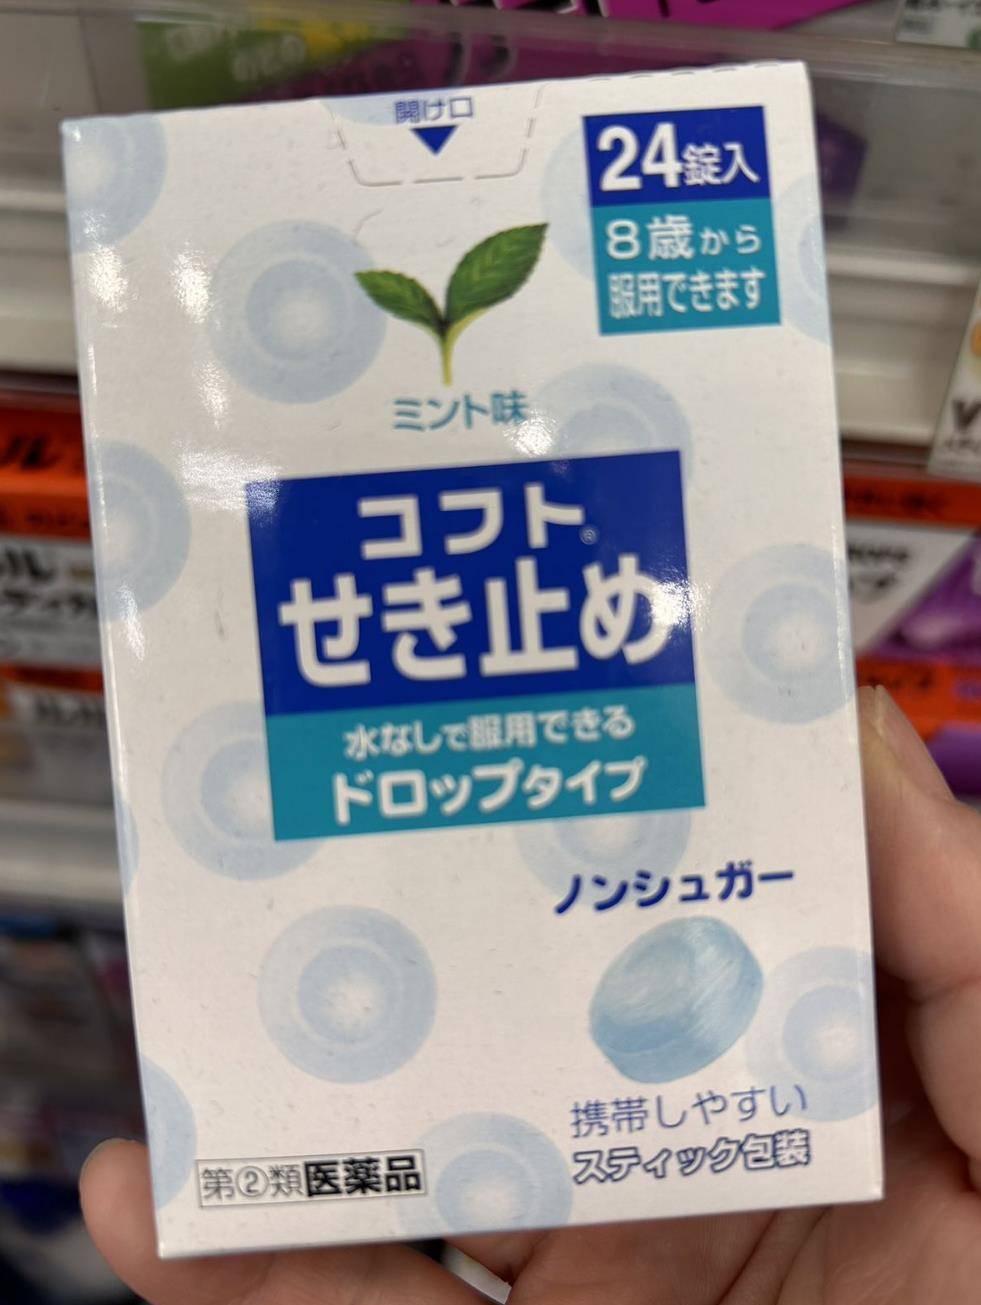 開け口
24錠入
8歳から
服用できます
ミント味
コフト®
せき止め
水なしで服用できる
ドロップタイプ
ノンシュガー
携帯しやすい
スティック包装
第②類医薬品